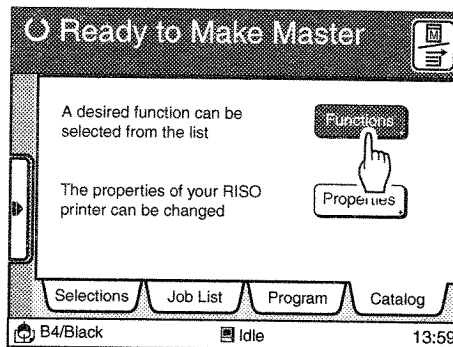 Ready to Make Master
M
A desired function can be
selected from the list
Functions
The properties of your RISO
printer can be changed
Properties
Selections
Job List
Program
Catalog
B4/Black
Idle
13:59